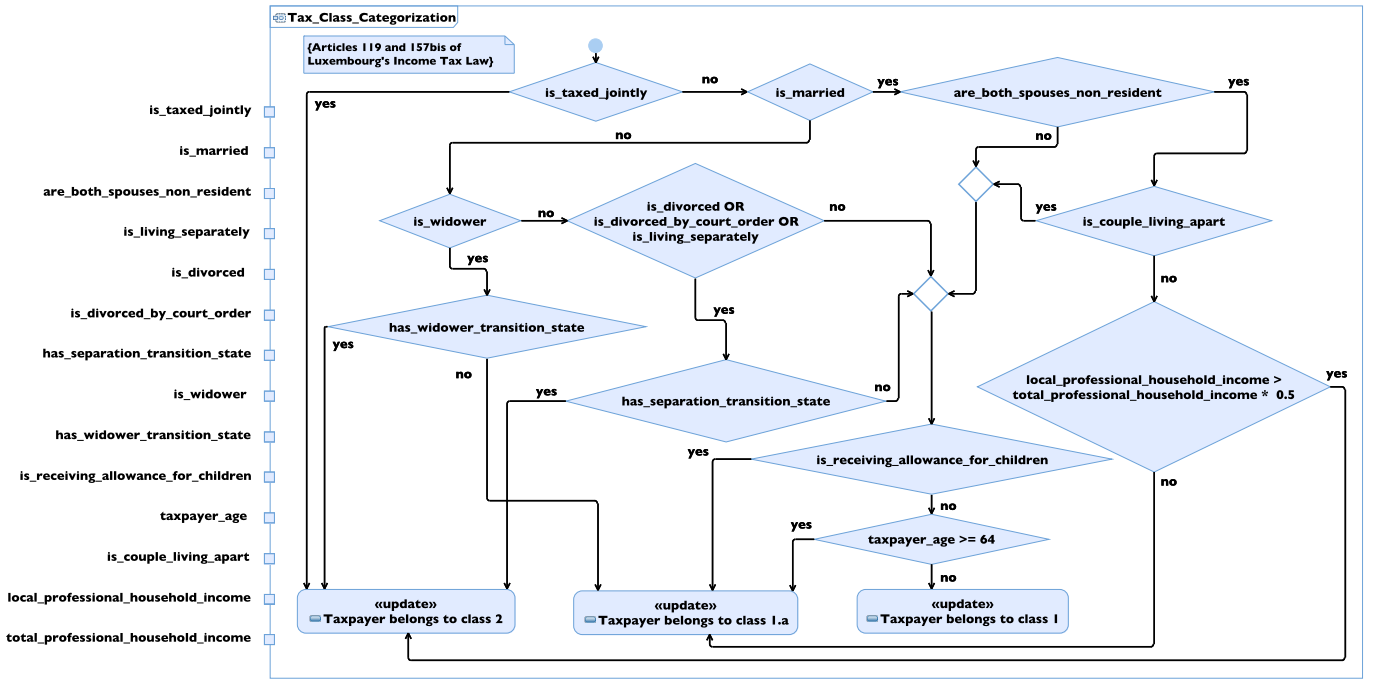 Tax_Class_Categorization
{Articles 119 and 157bis of
Luxembourg's Income Tax Law}
is_taxed_jointly
no
is_married
yes
are_both_spouses_non_resident
yes
yes
is_taxed_jointly
no
no
is_married
are_both_spouses_non_resident
is_widower
no
is_divorced OR
is_divorced_by_court_order OR
is_living_separately
no
yes
is_couple_living_apart
is_living_separately
yes
no
is_divorced
is_divorced_by_court_order
has_widower_transition_state
yes
yes
has_separation_transition_state
no
yes
has_separation_transition_state
no
local_professional_household_income >
total_professional_household_income * 0.5
yes
is_widower
has_widower_transition_state
yes
is_receiving_allowance_for_children
no
is_receiving_allowance_for_children
no
taxpayer_age
yes
taxpayer_age >= 64
is_couple_living_apart
no
local_professional_household_income
total_professional_household_income
«update»
Taxpayer belongs to class 2
«update»
Taxpayer belongs to class 1.a
«update»
Taxpayer belongs to class 1